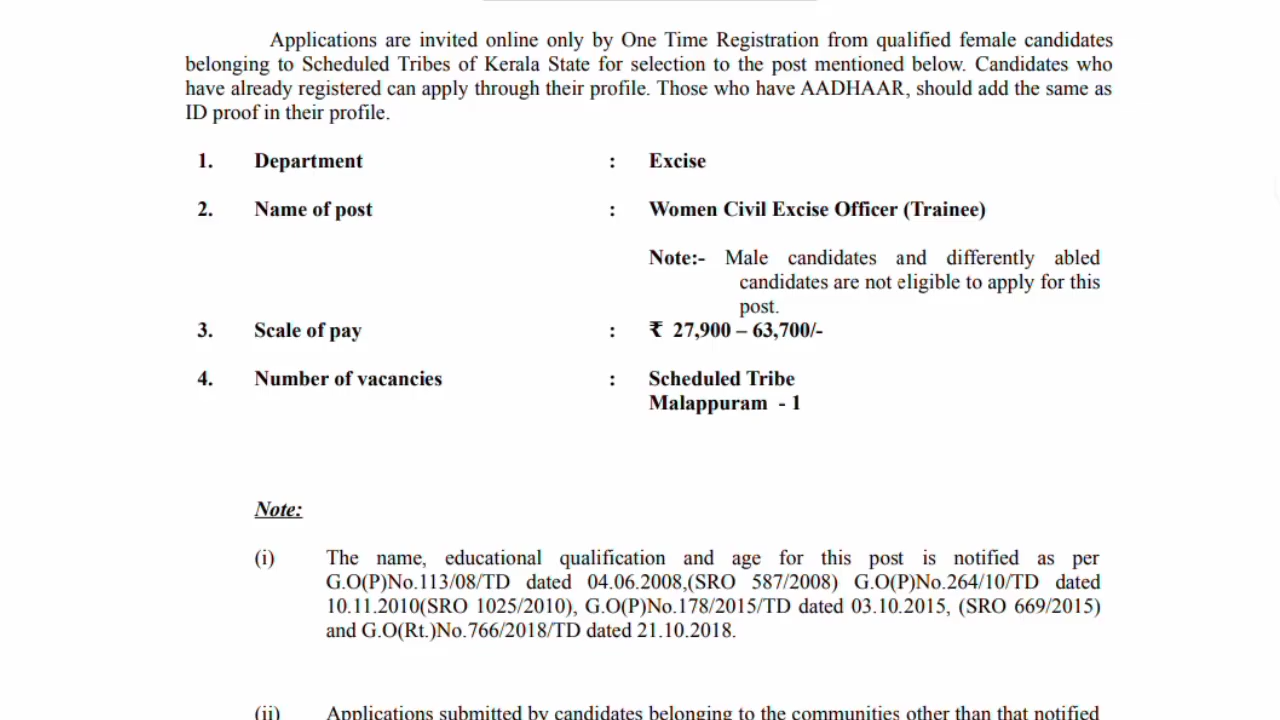 Applications are invited online only by One Time Registration from qualified female candidates
belonging to Scheduled Tribes of Kerala State for selection to the post mentioned below. Candidates who
have already registered can apply through their profile. Those who have AADHAAR, should add the same as
ID proof in their profile.
1. Department : Excise
2. Name of post : Women Civil Excise Officer (Trainee)
Note:- Male candidates and differently abled
candidates are not eligible to apply for this
post.
3. Scale of pay : ₹ 27,900 – 63,700/-
4. Number of vacancies : Scheduled Tribe
Malappuram - 1
Note:
(i) The name, educational qualification and age for this post is notified as per
G.O(P)No.113/08/TD dated 04.06.2008,(SRO 587/2008) G.O(P)No.264/10/TD dated
10.11.2010(SRO 1025/2010), G.O(P)No.178/2015/TD dated 03.10.2015, (SRO 669/2015)
and G.O(Rt.)No.766/2018/TD dated 21.10.2018.
(ii) Applications submitted by candidates belonging to the communities other than that notified